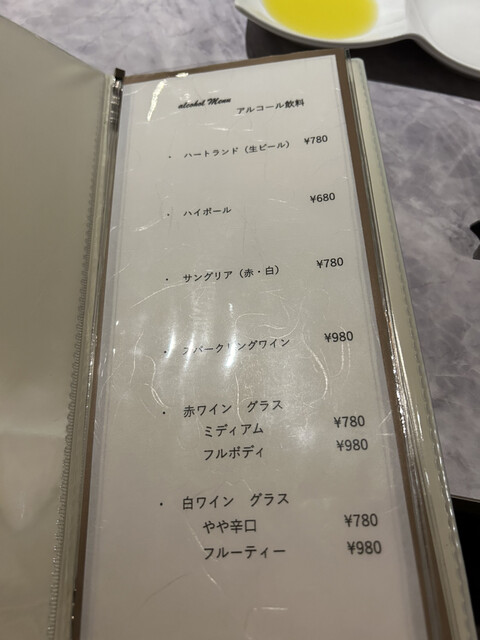 alcohol Menu
アルコール飲料
・ ハートランド（生ビール） ¥780
・ ハイボール ¥680
・ サングリア（赤・白） ¥780
・ スパークリングワイン ¥980
・ 赤ワイン　グラス
ミディアム ¥780
フルボディ ¥980
・ 白ワイン　グラス
やや辛口 ¥780
フルーティー ¥980